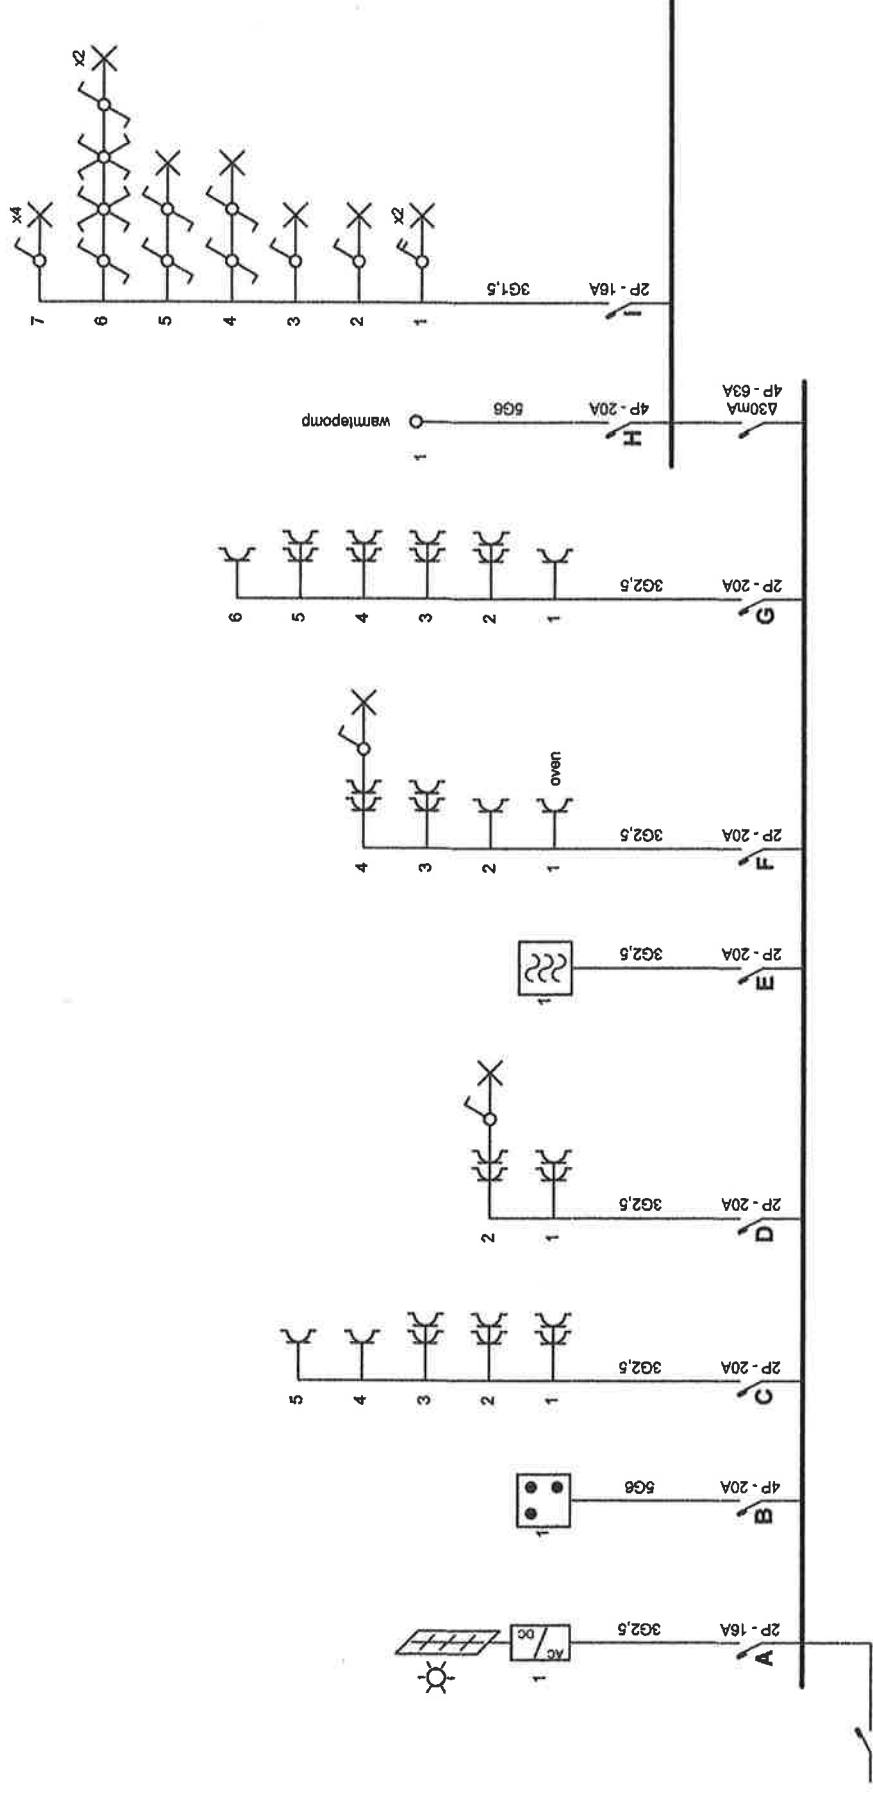 7
x4
6
x2
5
4
3
2
1
x2
3G1,5
2P - 16A
I
1
warmtepomp
5G6
4P - 20A
H
Δ30mA
4P - 63A
6
5
4
3
2
1
3G2,5
2P - 20A
G
4
3
2
1
oven
3G2,5
2P - 20A
F
1
3G2,5
2P - 20A
E
2
1
3G2,5
2P - 20A
D
5
4
3
2
1
3G2,5
2P - 20A
C
1
5G6
4P - 20A
B
1
AC
DC
3G2,5
2P - 16A
A